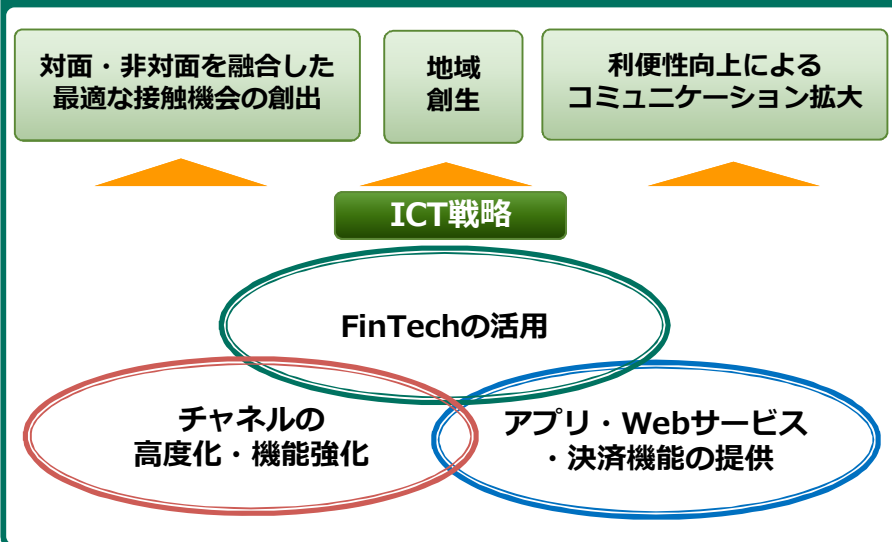 対面・非対面を融合した
最適な接触機会の創出
地域
創生
利便性向上による
コミュニケーション拡大
ICT戦略
FinTechの活用
チャネルの
高度化・機能強化
アプリ・Webサービス
・決済機能の提供